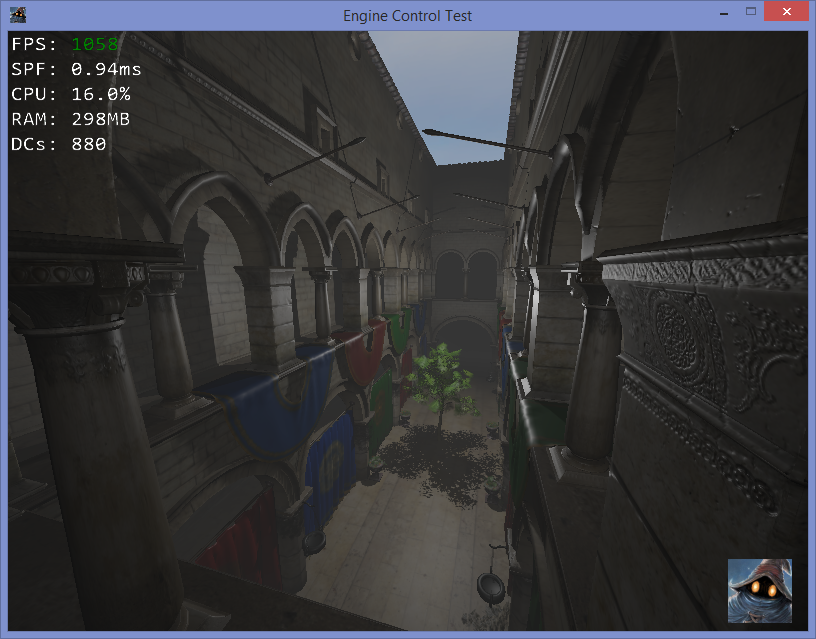 Engine Control Test
FPS: 1058
SPF: 0.94ms
CPU: 16.0%
RAM: 298MB
DCs: 880